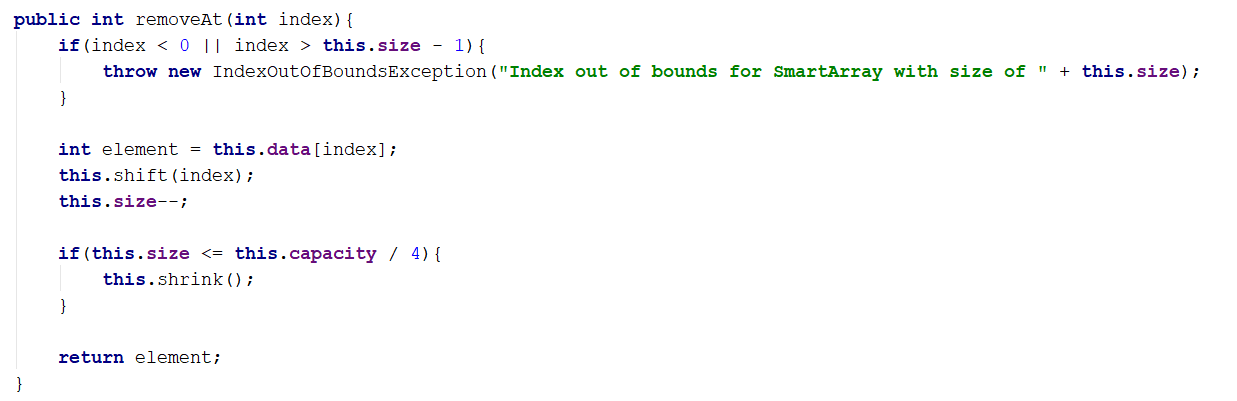 public int removeAt(int index){
    if(index < 0 || index > this.size - 1){
        throw new IndexOutOfBoundsException("Index out of bounds for SmartArray with size of " + this.size);
    }

    int element = this.data[index];
    this.shift(index);
    this.size--;

    if(this.size <= this.capacity / 4){
        this.shrink();
    }

    return element;
}